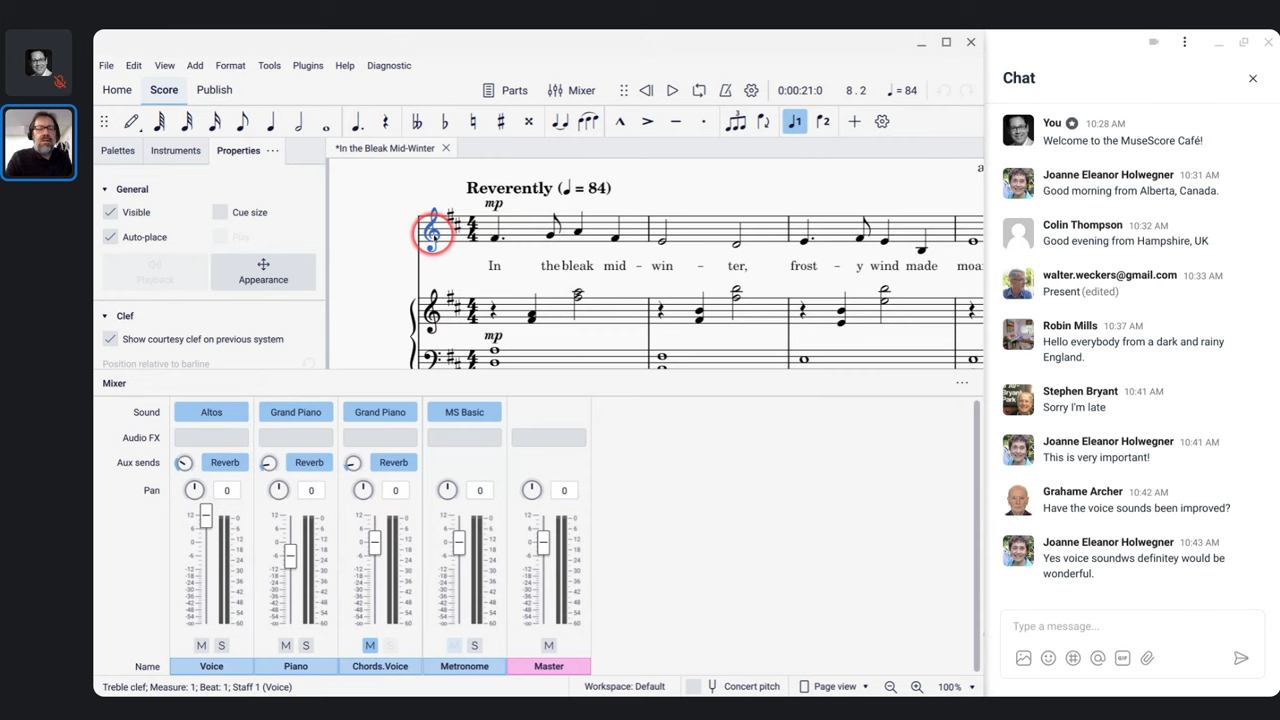 File Edit View Add Format Tools Plugins Help Diagnostic
Home Score Publish Parts Mixer 0:00:21:0 8 . 2 = 84
1 2
Palettes Instruments Properties
*In the Bleak Mid-Winter
General
Visible Cue size
Auto-place Play
Playback Appearance
Clef
Show courtesy clef on previous system
Position relative to barline
a
Reverently ( = 84)
mp
In the bleak mid – win – ter, frost – y wind made moa
mp
Mixer
Sound Altos Grand Piano Grand Piano MS Basic
Audio FX
Aux sends Reverb Reverb Reverb
Pan 0 0 0 0 0
M S M S M S M S M
Name Voice Piano Chords.Voice Metronome Master
Treble clef; Measure: 1; Beat: 1; Staff 1 (Voice) Workspace: Default Concert pitch Page view 100%
Chat
You 10:28 AM
Welcome to the MuseScore Café!
Joanne Eleanor Holwegner 10:31 AM
Good morning from Alberta, Canada.
Colin Thompson 10:32 AM
Good evening from Hampshire, UK
walter.weckers@gmail.com 10:33 AM
Present (edited)
Robin Mills 10:37 AM
Hello everybody from a dark and rainy
England.
Stephen Bryant 10:41 AM
Sorry I'm late
Joanne Eleanor Holwegner 10:41 AM
This is very important!
Grahame Archer 10:42 AM
Have the voice sounds been improved?
Joanne Eleanor Holwegner 10:43 AM
Yes voice soundws definitey would be
wonderful.
Type a message...
GIF